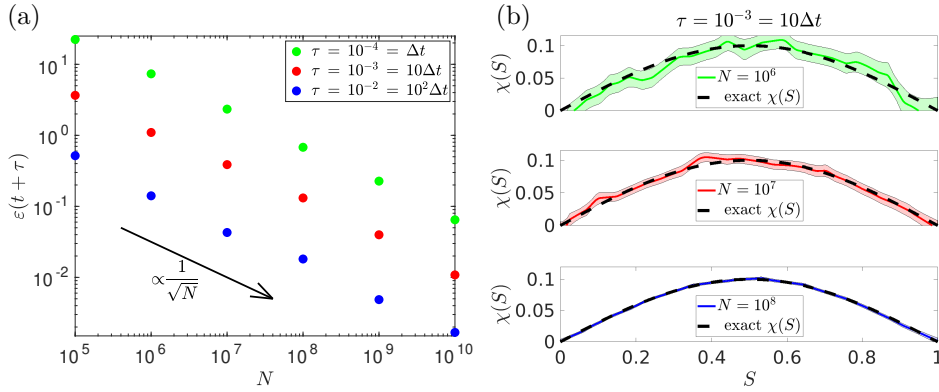 (a)
ε(t + τ)
10^1
10^0
10^-1
10^-2
τ = 10^-4 = Δt
τ = 10^-3 = 10Δt
τ = 10^-2 = 10^2Δt
∝ 1/√N
10^5 10^6 10^7 10^8 10^9 10^10
N
(b)
τ = 10^-3 = 10Δt
χ(S)
0.1
0.05
0
N = 10^6
exact χ(S)
χ(S)
0.1
0.05
0
N = 10^7
exact χ(S)
χ(S)
0.1
0.05
0
N = 10^8
exact χ(S)
0 0.2 0.4 0.6 0.8 1
S